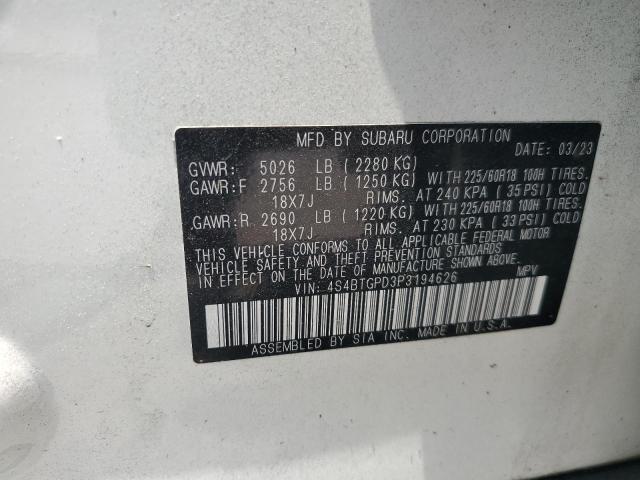 MFD BY SUBARU CORPORATION
DATE: 03/23
GVWR: 5026 LB (2280 KG)
GAWR:F 2756 LB (1250 KG) WITH 225/60R18 100H TIRES.
18X7J RIMS. AT 240 KPA (35 PSI) COLD
GAWR:R 2690 LB (1220 KG) WITH 225/60R18 100H TIRES.
18X7J RIMS. AT 230 KPA (33 PSI) COLD
THIS VEHICLE CONFORMS TO ALL APPLICABLE FEDERAL MOTOR
VEHICLE SAFETY AND THEFT PREVENTION STANDARDS IN EFFECT
ON THE DATE OF MANUFACTURE SHOWN ABOVE.
VIN: 4S4BTGPD3P3194626 MPV
ASSEMBLED BY SIA INC. MADE IN U.S.A.